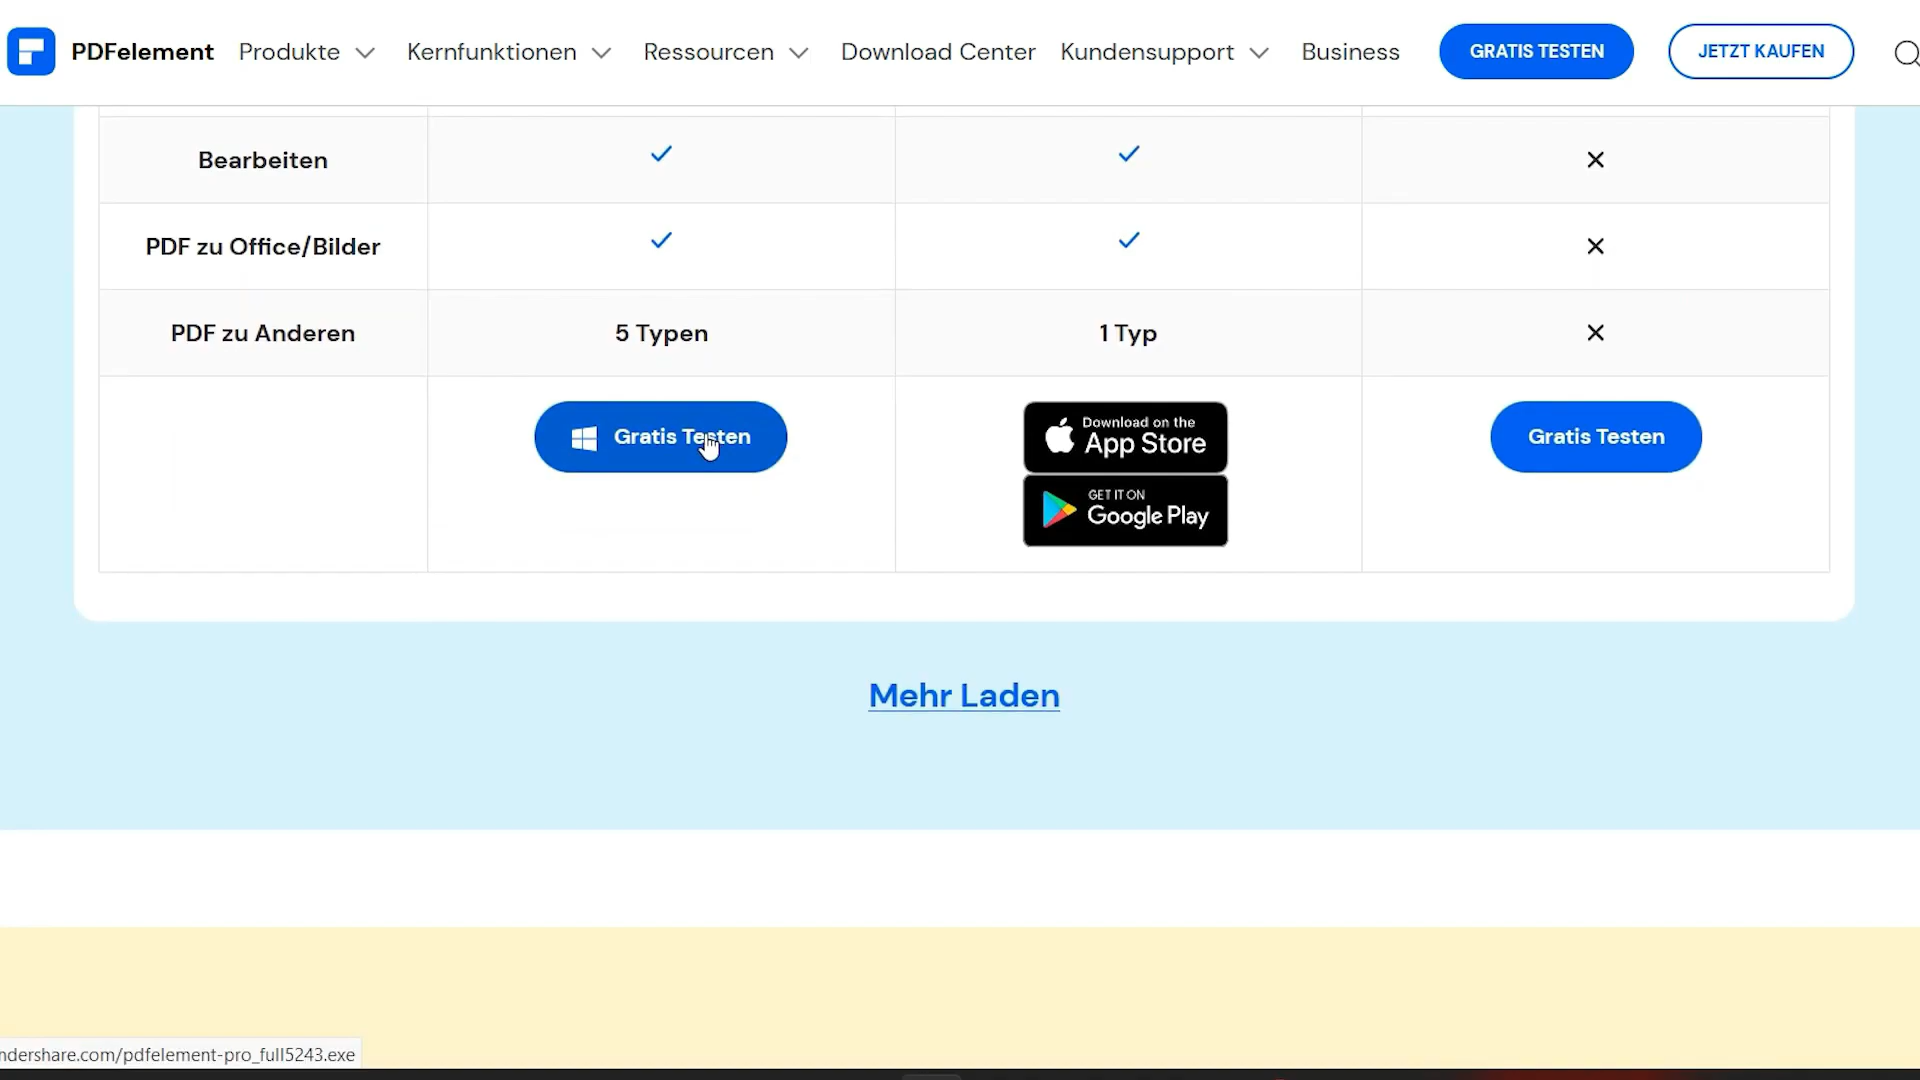 PDFelement Produkte Kernfunktionen Ressourcen Download Center Kundensupport Business GRATIS TESTEN JETZT KAUFEN
Bearbeiten
PDF zu Office/Bilder
PDF zu Anderen 5 Typen 1 Typ
Gratis Testen
Download on the
App Store
GET IT ON
Google Play
Gratis Testen
Mehr Laden
ndershare.com/pdfelement-pro_full5243.exe